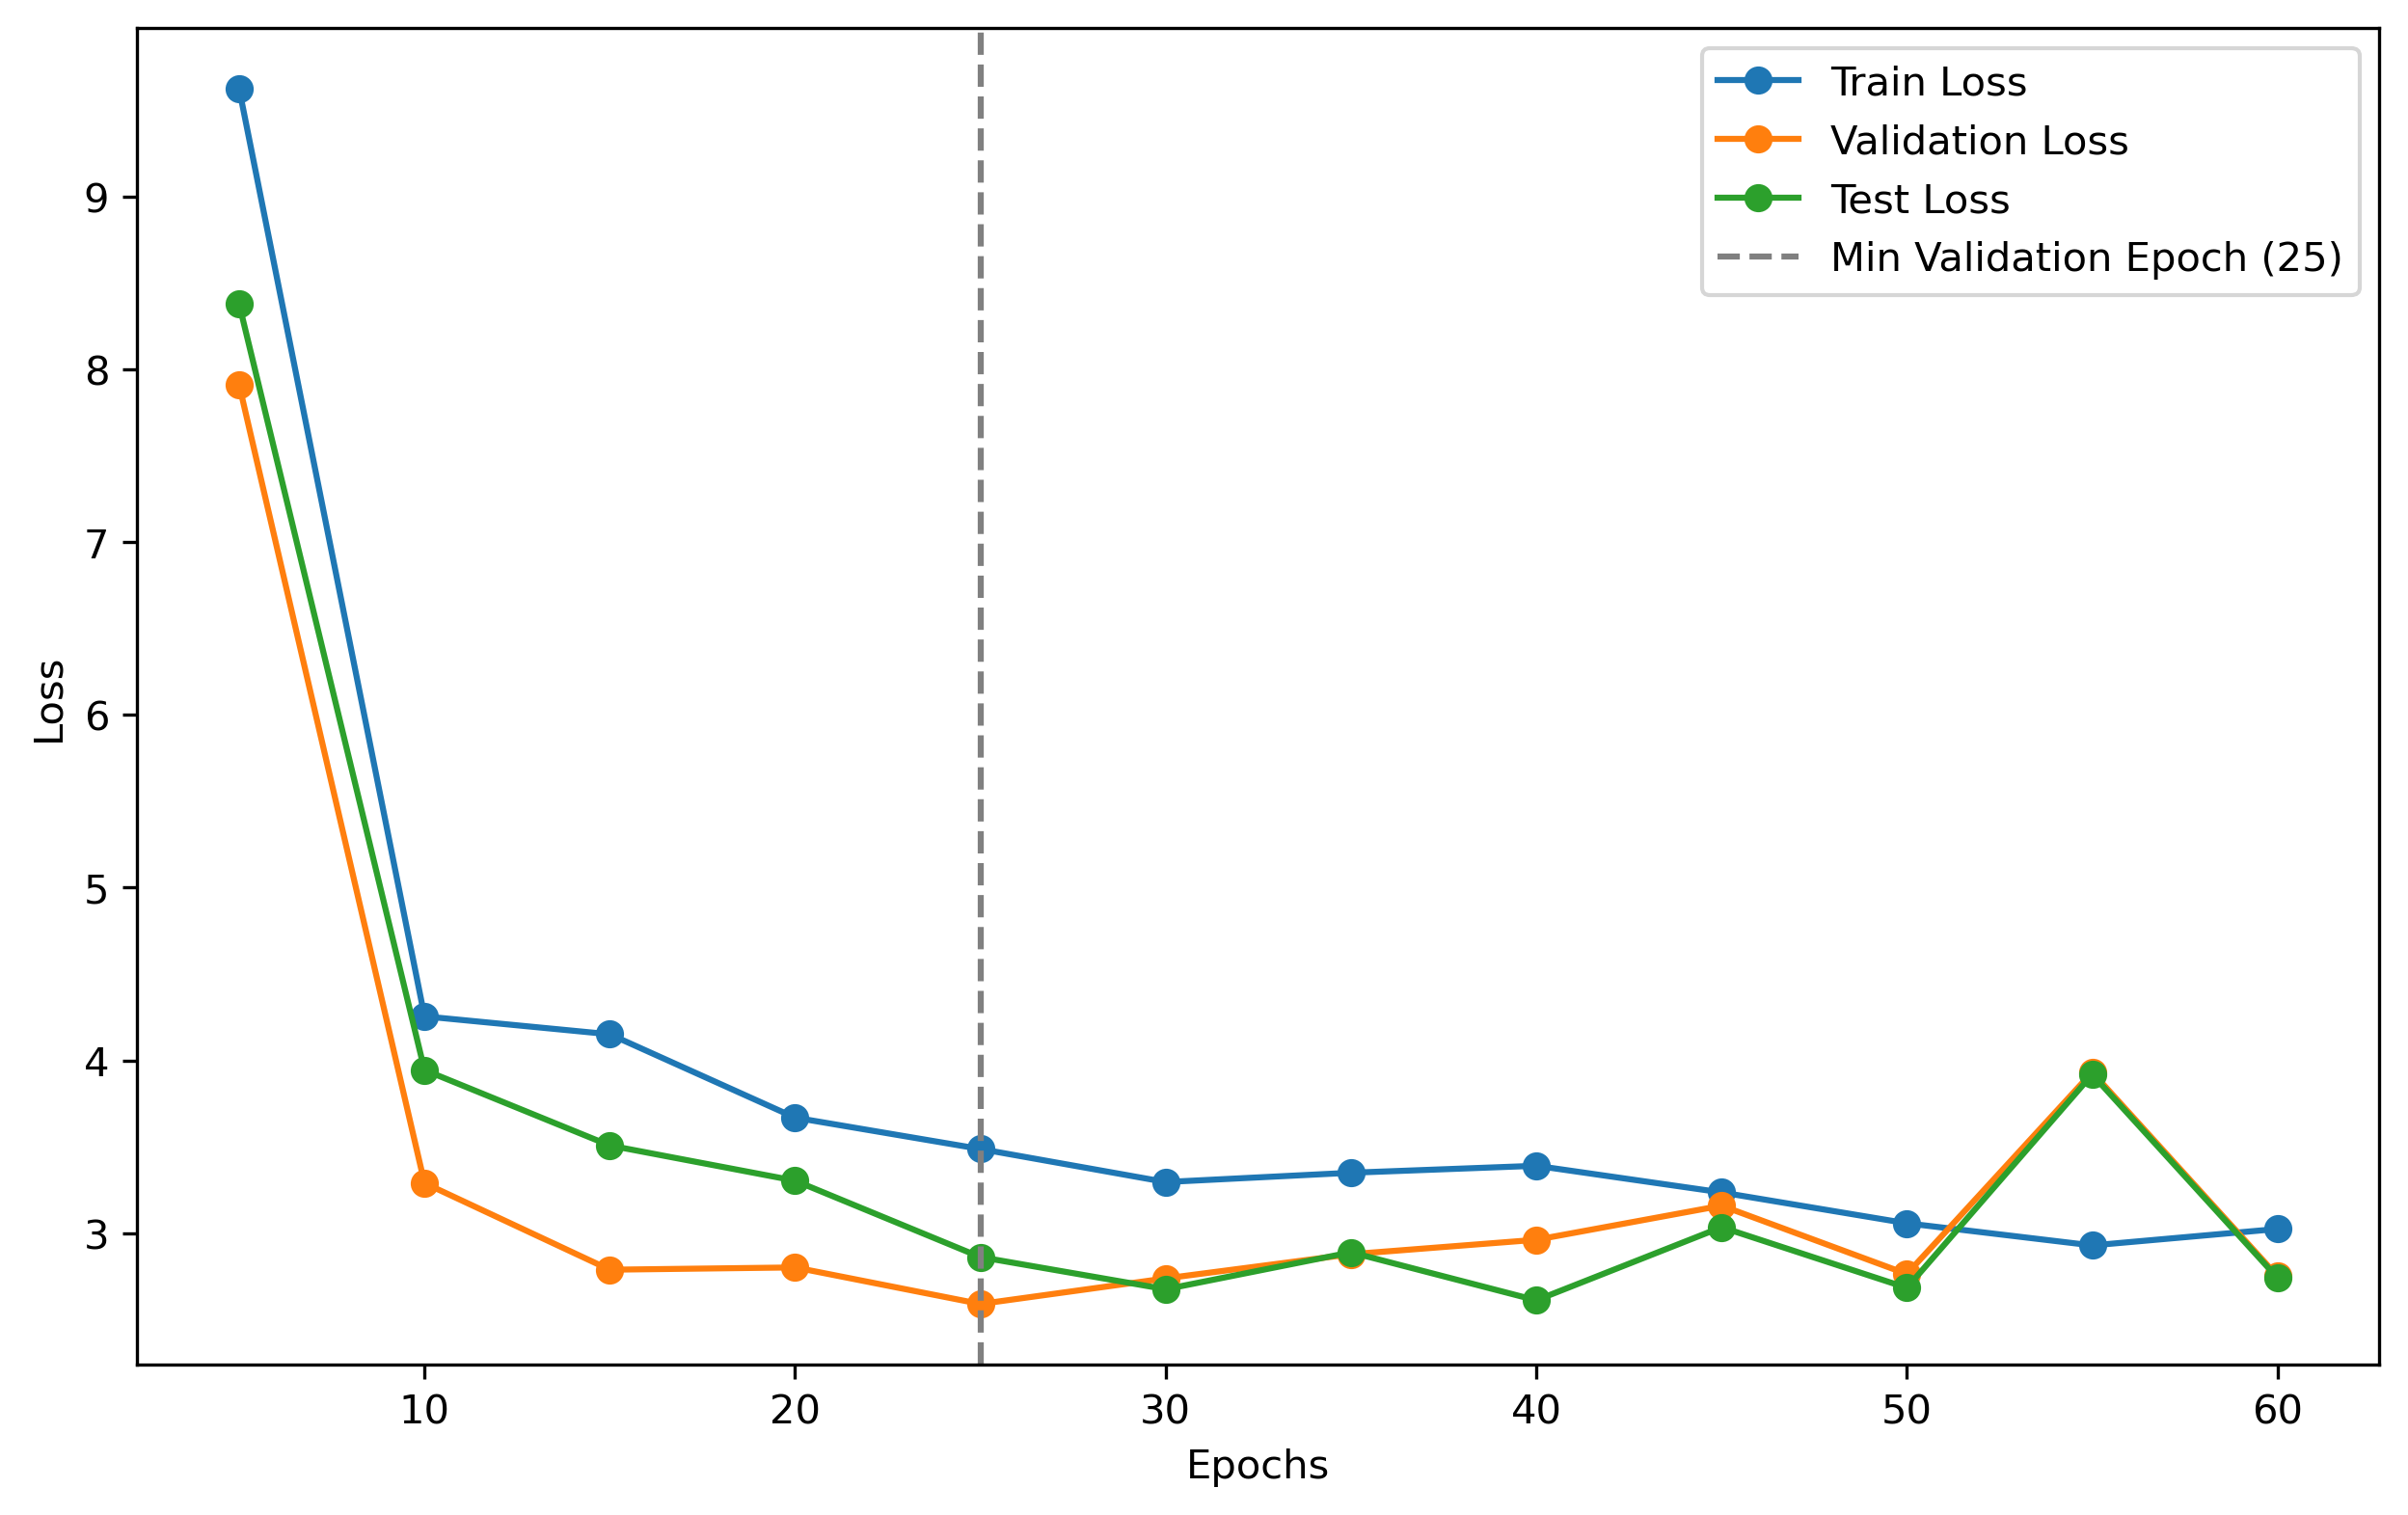 Train Loss
Validation Loss
Test Loss
Min Validation Epoch (25)
9
8
7
6
5
4
3
Loss
10 20 30 40 50 60
Epochs